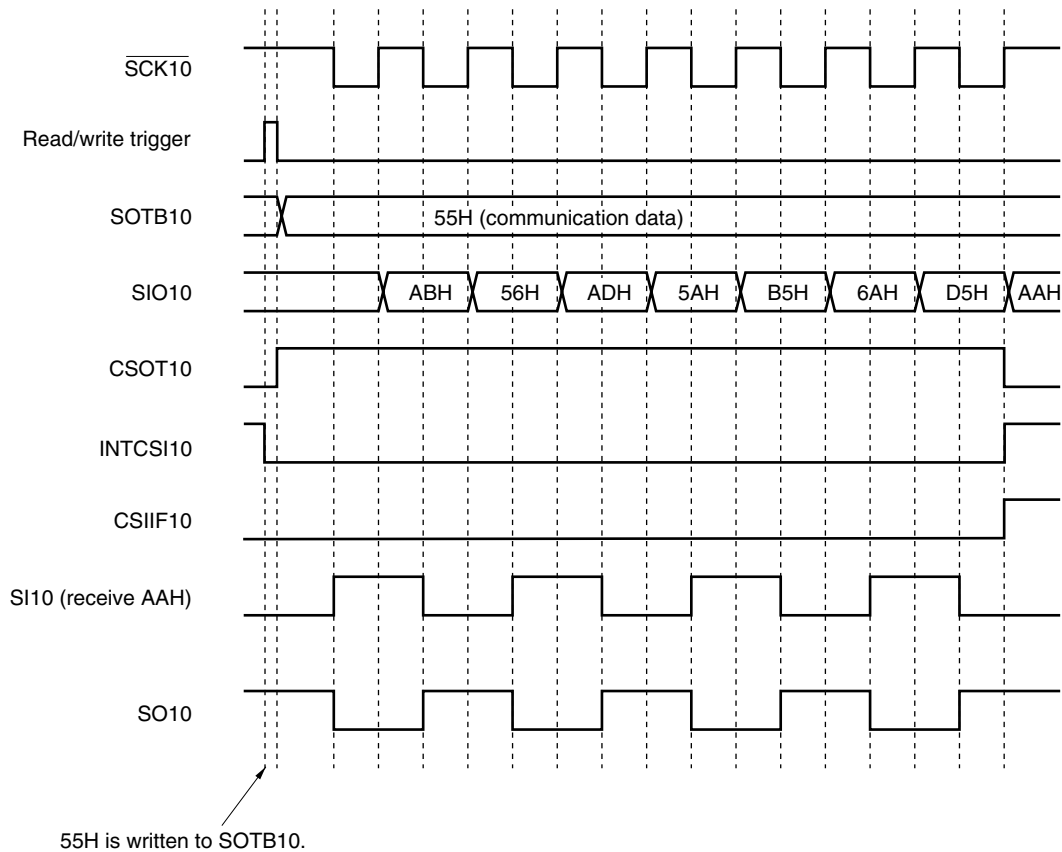 SCK10
Read/write trigger
SOTB10
55H (communication data)
SIO10
ABH 56H ADH 5AH B5H 6AH D5H AAH
CSOT10
INTCSI10
CSIIF10
SI10 (receive AAH)
SO10
55H is written to SOTB10.